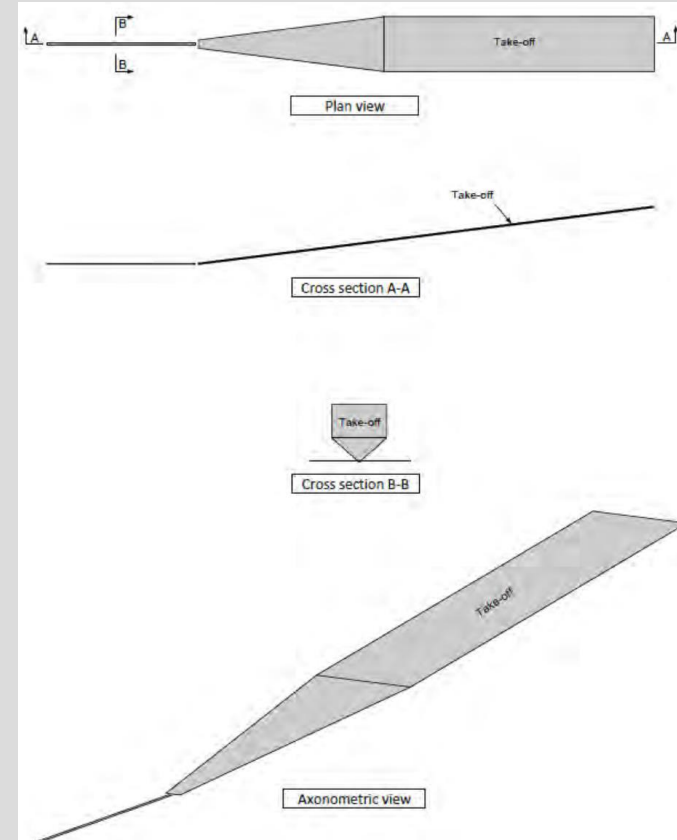 B
A
Take-off
A
B
Plan view
Take-off
Cross section A-A
Take-off
Cross section B-B
Take-off
Axonometric view